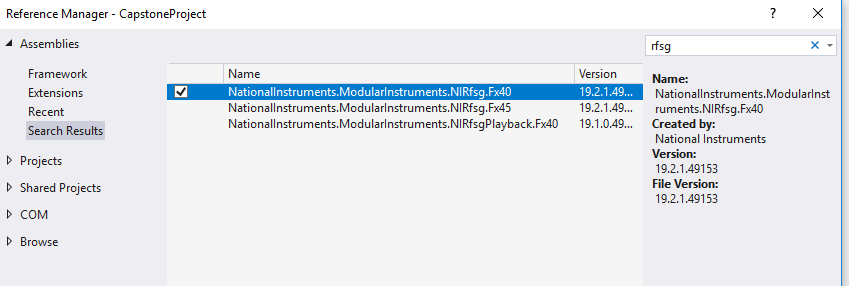 Reference Manager - CapstoneProject
? ×
Assemblies
rfsg
Framework
Extensions
Recent
Search Results
Projects
Shared Projects
COM
Browse
Name Version
NationalInstruments.ModularInstruments.NIRfsg.Fx40 19.2.1.49...
NationalInstruments.ModularInstruments.NIRfsg.Fx45 19.2.1.49...
NationalInstruments.ModularInstruments.NIRfsgPlayback.Fx40 19.1.0.49...
Name:
NationalInstruments.ModularInst
ruments.NIRfsg.Fx40
Created by:
National Instruments
Version:
19.2.1.49153
File Version:
19.2.1.49153